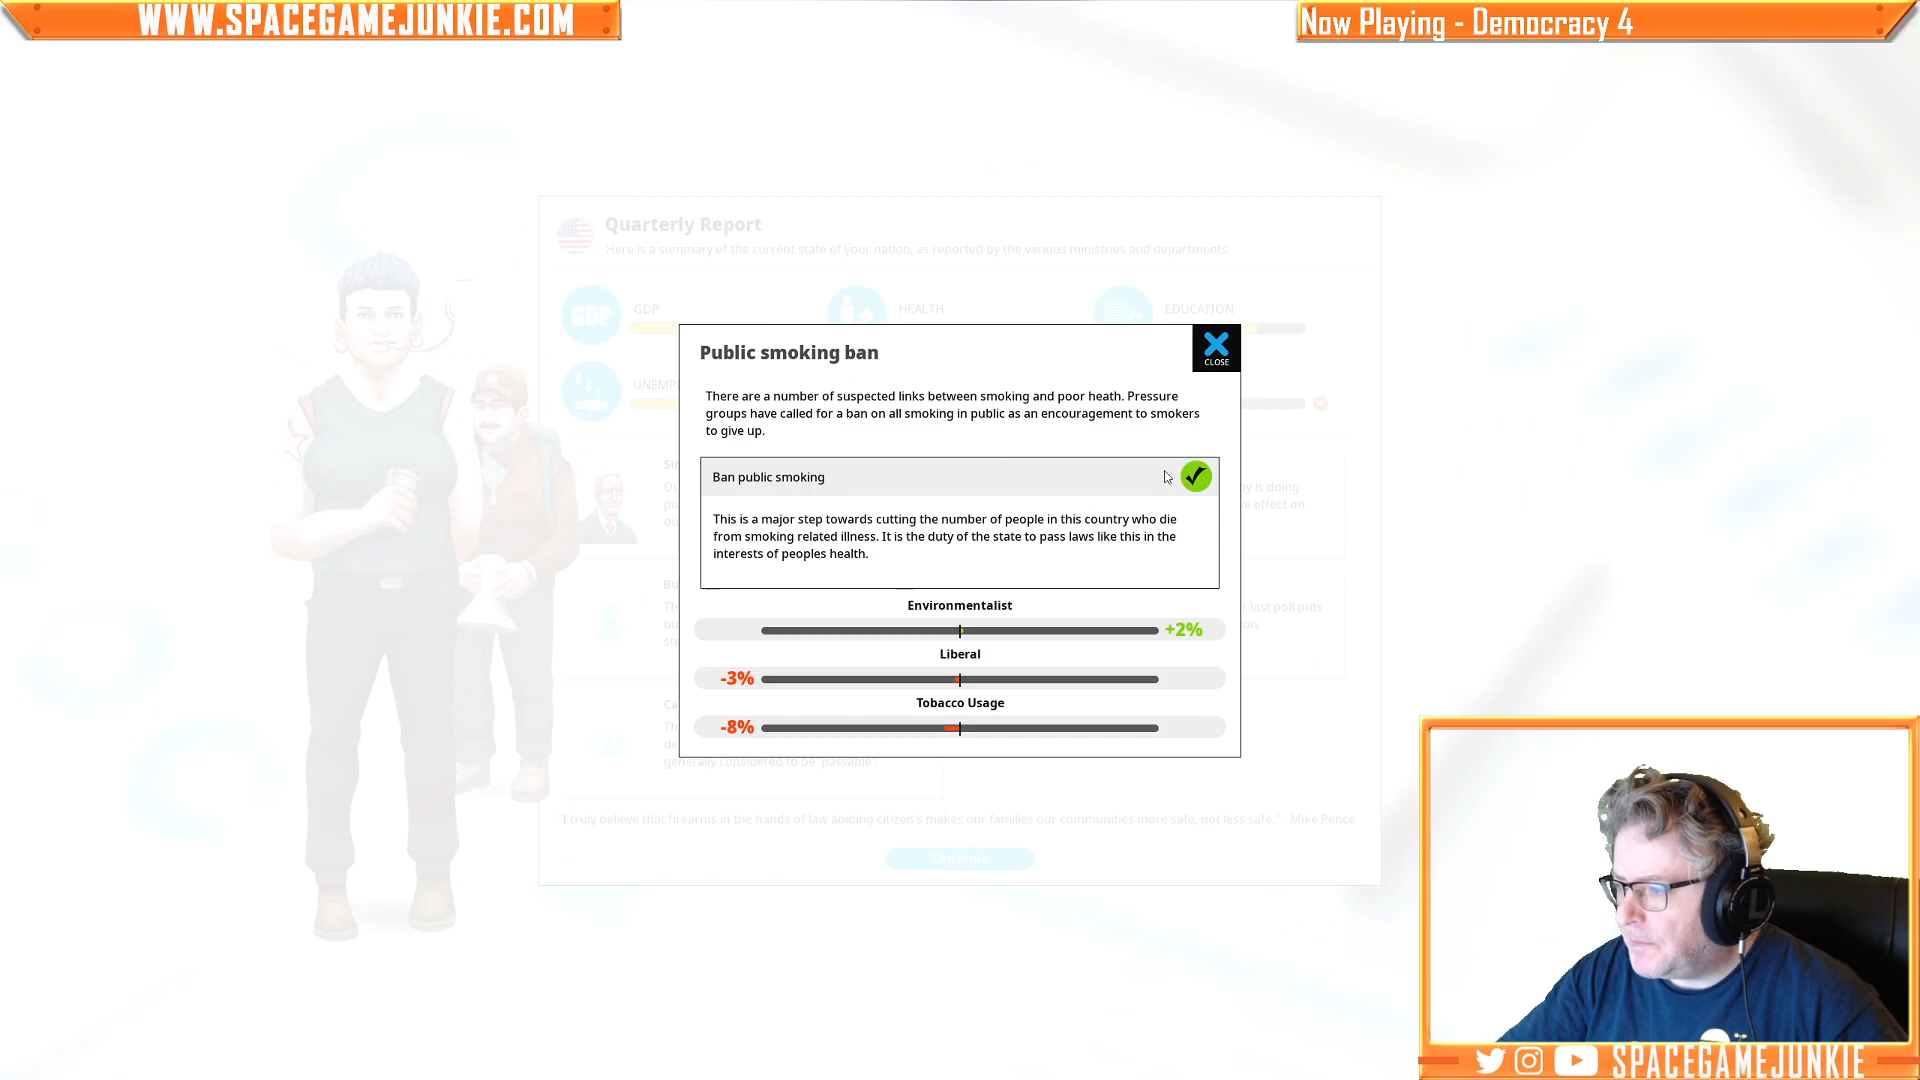 WWW.SPACEGAMEJUNKIE.COM
Now Playing - Democracy 4
Quarterly Report
Here is a summary of the current state of your nation, as reported by the various ministries and departments.
GDP
GDP
HEALTH
EDUCATION
Public smoking ban
CLOSE
There are a number of suspected links between smoking and poor heath. Pressure
groups have called for a ban on all smoking in public as an encouragement to smokers
to give up.
Ban public smoking
This is a major step towards cutting the number of people in this country who die
from smoking related illness. It is the duty of the state to pass laws like this in the
interests of peoples health.
Environmentalist
+2%
Liberal
-3%
Tobacco Usage
-8%
generally considered to be 'passable'.
"I truly believe that firearms in the hands of law abiding citizen's makes our families our communities more safe, not less safe." - Mike Pence
Continue
SPACEGAMEJUNKIE